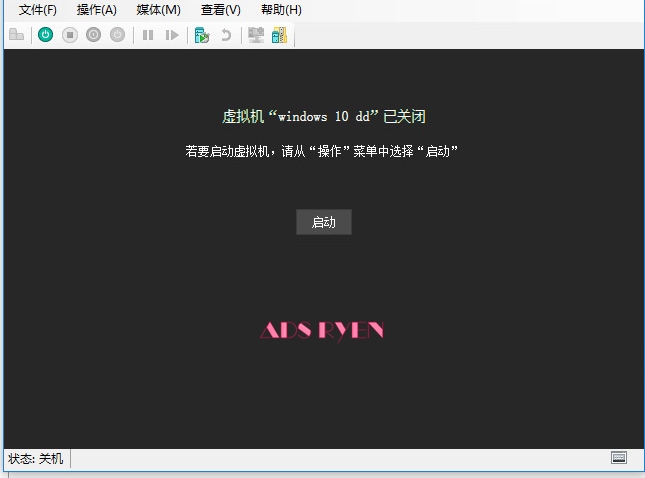 文件(F) 操作(A) 媒体(M) 查看(V) 帮助(H)
虚拟机“windows 10 dd”已关闭
若要启动虚拟机，请从“操作”菜单中选择“启动”
启动
ADS RYEN
状态: 关机